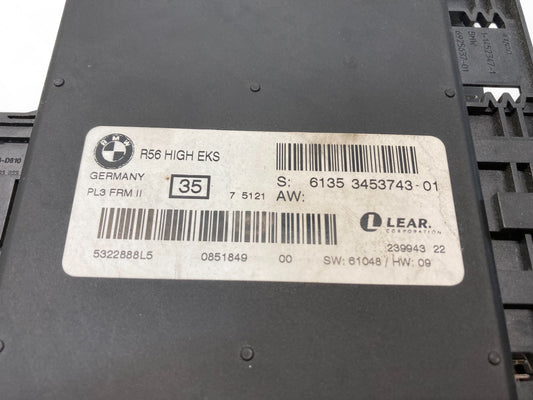 BMW
R56 HIGH EKS
GERMANY
PL3 FRM II
35
7 5121
S: 6135 3453743-01
AW:
LEAR.
CORPORATION
5322888L5
0851849
00
239943 22
SW: 61048 / HW: 09